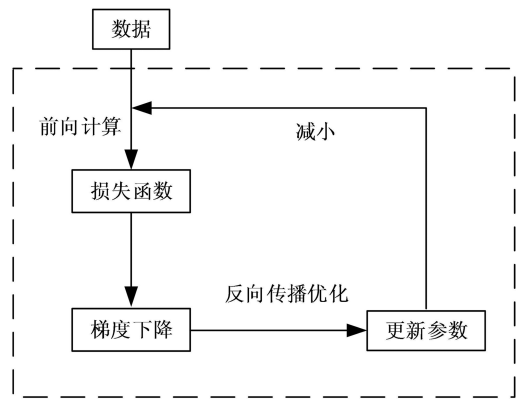 数据
前向计算
减小
损失函数
反向传播优化
梯度下降
更新参数